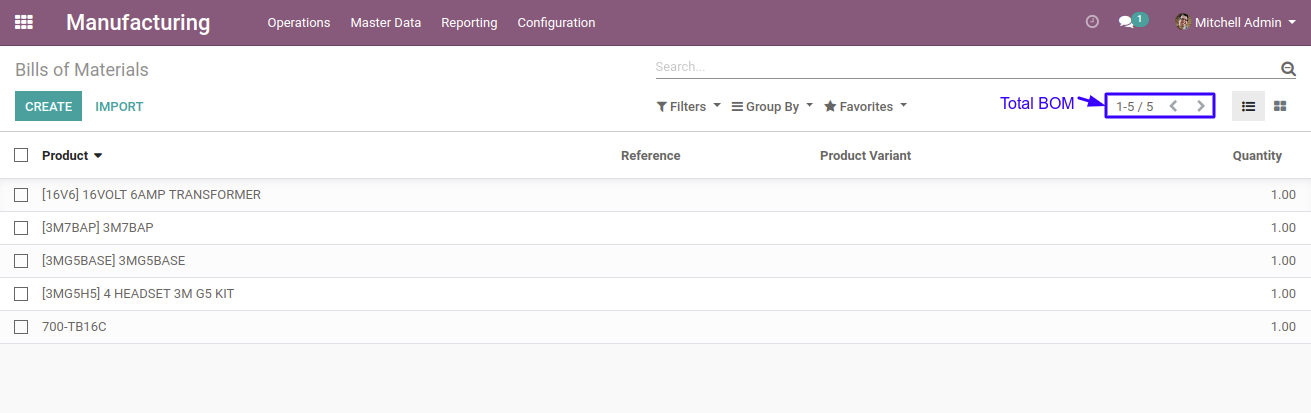 Manufacturing Operations Master Data Reporting Configuration 1 Mitchell Admin
Bills of Materials Search...
CREATE IMPORT Filters Group By Favorites Total BOM 1-5 / 5
Product Reference Product Variant Quantity
[16V6] 16VOLT 6AMP TRANSFORMER 1.00
[3M7BAP] 3M7BAP 1.00
[3MG5BASE] 3MG5BASE 1.00
[3MG5H5] 4 HEADSET 3M G5 KIT 1.00
700-TB16C 1.00